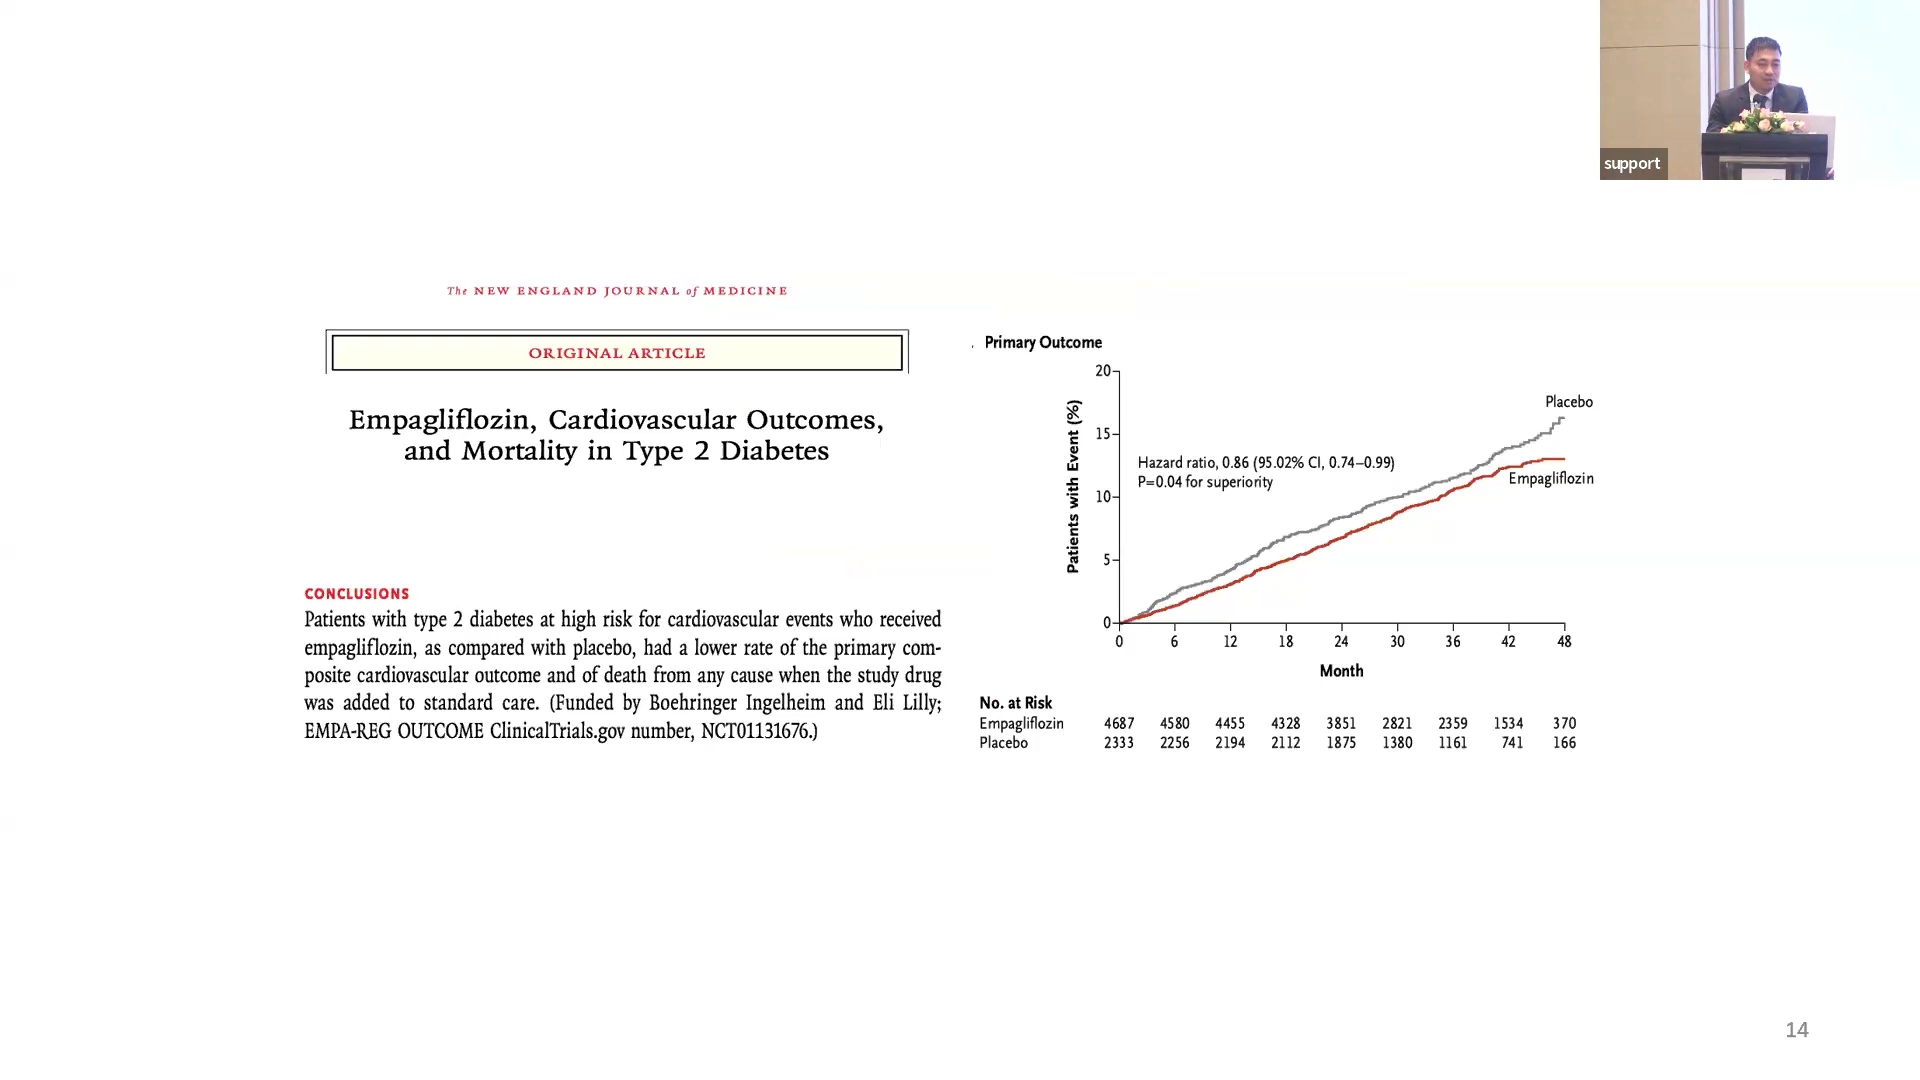 support
The NEW ENGLAND JOURNAL of MEDICINE
ORIGINAL ARTICLE
Empagliflozin, Cardiovascular Outcomes,
and Mortality in Type 2 Diabetes
CONCLUSIONS
Patients with type 2 diabetes at high risk for cardiovascular events who received
empagliflozin, as compared with placebo, had a lower rate of the primary com-
posite cardiovascular outcome and of death from any cause when the study drug
was added to standard care. (Funded by Boehringer Ingelheim and Eli Lilly;
EMPA-REG OUTCOME ClinicalTrials.gov number, NCT01131676.)
Primary Outcome
Patients with Event (%)
20
15
10
5
0
Placebo
Hazard ratio, 0.86 (95.02% CI, 0.74–0.99)
P=0.04 for superiority
Empagliflozin
0 6 12 18 24 30 36 42 48
Month
No. at Risk
Empagliflozin 4687 4580 4455 4328 3851 2821 2359 1534 370
Placebo 2333 2256 2194 2112 1875 1380 1161 741 166
14